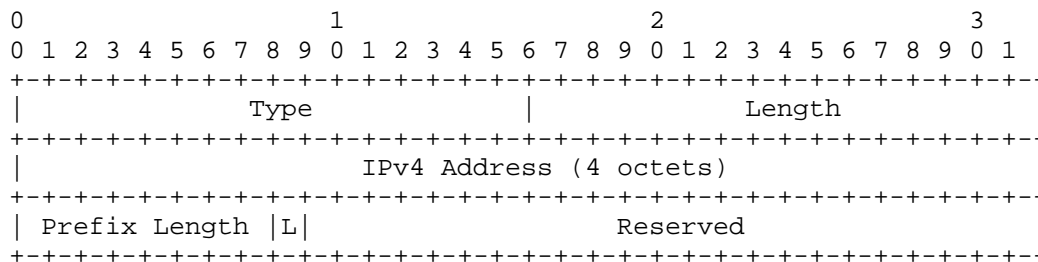 0                   1                   2                   3
0 1 2 3 4 5 6 7 8 9 0 1 2 3 4 5 6 7 8 9 0 1 2 3 4 5 6 7 8 9 0 1
+-+-+-+-+-+-+-+-+-+-+-+-+-+-+-+-+-+-+-+-+-+-+-+-+-+-+-+-+-+-+-+-
|              Type             |             Length
+-+-+-+-+-+-+-+-+-+-+-+-+-+-+-+-+-+-+-+-+-+-+-+-+-+-+-+-+-+-+-+-
|                     IPv4 Address (4 octets)
+-+-+-+-+-+-+-+-+-+-+-+-+-+-+-+-+-+-+-+-+-+-+-+-+-+-+-+-+-+-+-+-
| Prefix Length |L|                   Reserved
+-+-+-+-+-+-+-+-+-+-+-+-+-+-+-+-+-+-+-+-+-+-+-+-+-+-+-+-+-+-+-+-